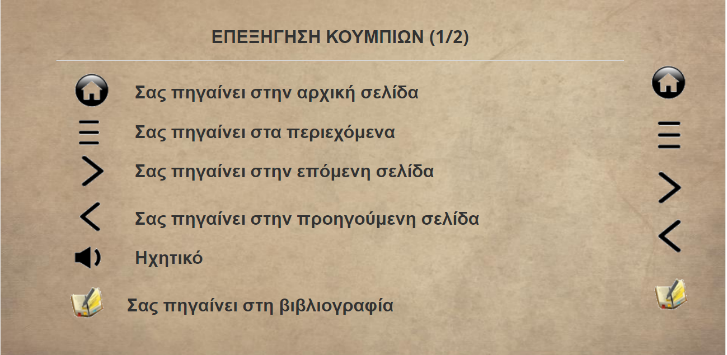 ΕΠΕΞΗΓΗΣΗ ΚΟΥΜΠΙΩΝ (1/2)
Σας πηγαίνει στην αρχική σελίδα
Σας πηγαίνει στα περιεχόμενα
Σας πηγαίνει στην επόμενη σελίδα
Σας πηγαίνει στην προηγούμενη σελίδα
Ηχητικό
Σας πηγαίνει στη βιβλιογραφία